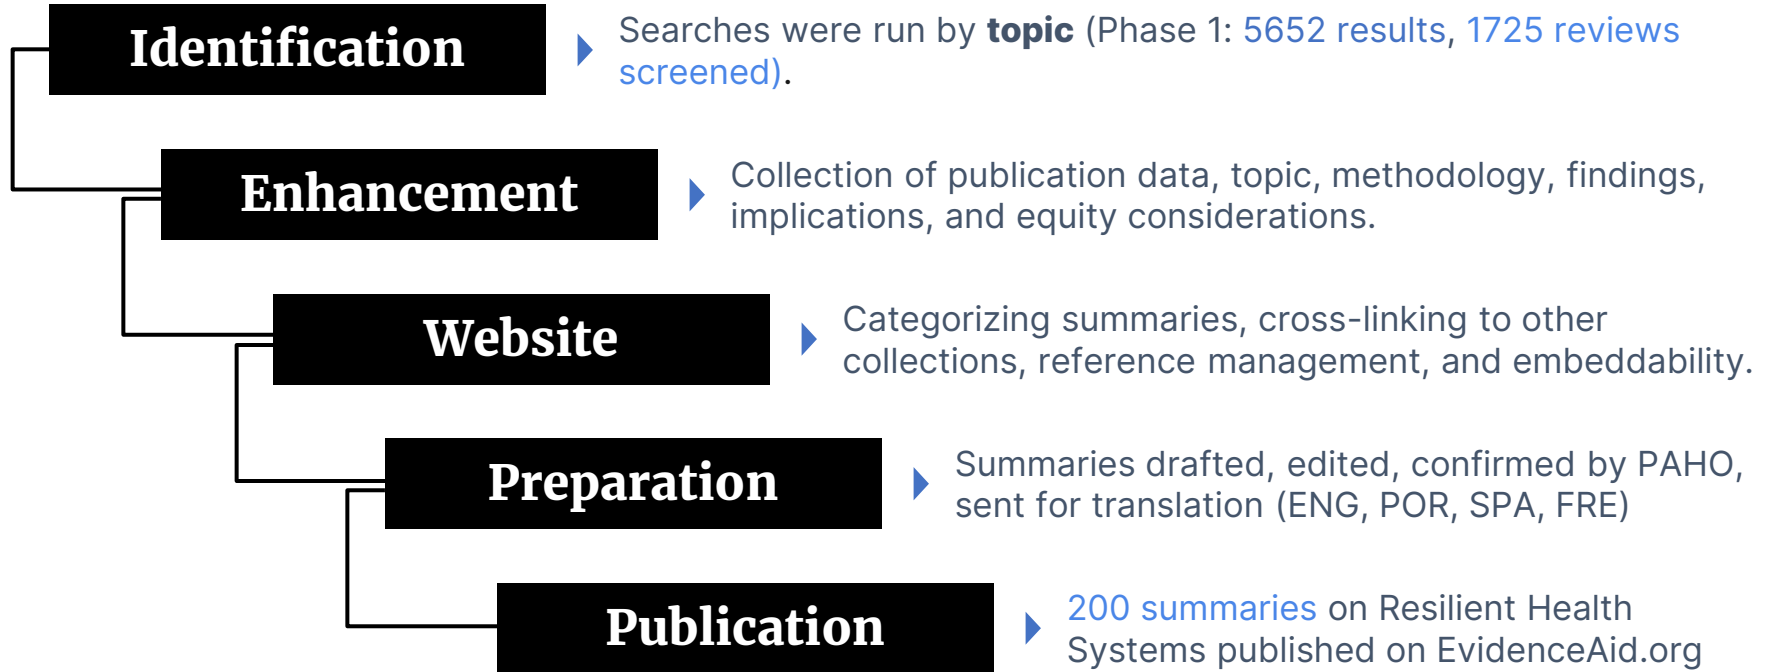 Identification
Searches were run by topic (Phase 1: 5652 results, 1725 reviews
screened).
Enhancement
Collection of publication data, topic, methodology, findings,
implications, and equity considerations.
Website
Categorizing summaries, cross-linking to other
collections, reference management, and embeddability.
Preparation
Summaries drafted, edited, confirmed by PAHO,
sent for translation (ENG, POR, SPA, FRE)
Publication
200 summaries on Resilient Health
Systems published on EvidenceAid.org